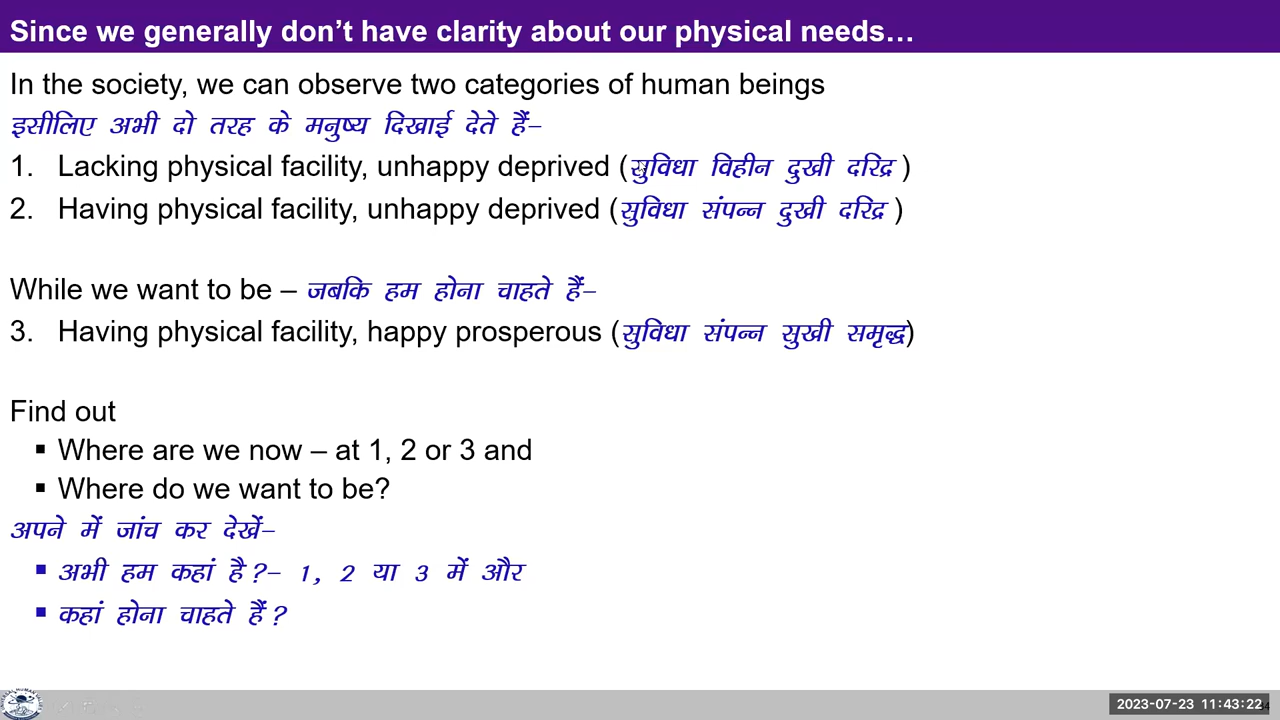 Since we generally don’t have clarity about our physical needs…
In the society, we can observe two categories of human beings
इसीलिए अभी दो तरह के मनुष्य दिखाई देते हैं–
1. Lacking physical facility, unhappy deprived (सुविधा विहीन दुखी दरिद्र )
2. Having physical facility, unhappy deprived (सुविधा संपन्न दुखी दरिद्र )
While we want to be – जबकि हम होना चाहते हैं–
3. Having physical facility, happy prosperous (सुविधा संपन्न सुखी समृद्ध)
Find out
▪ Where are we now – at 1, 2 or 3 and
▪ Where do we want to be?
अपने में जांच कर देखें–
▪ अभी हम कहां है ?– 1, 2 या 3 में और
▪ कहां होना चाहते हैं ?
2023-07-23 11:43:22